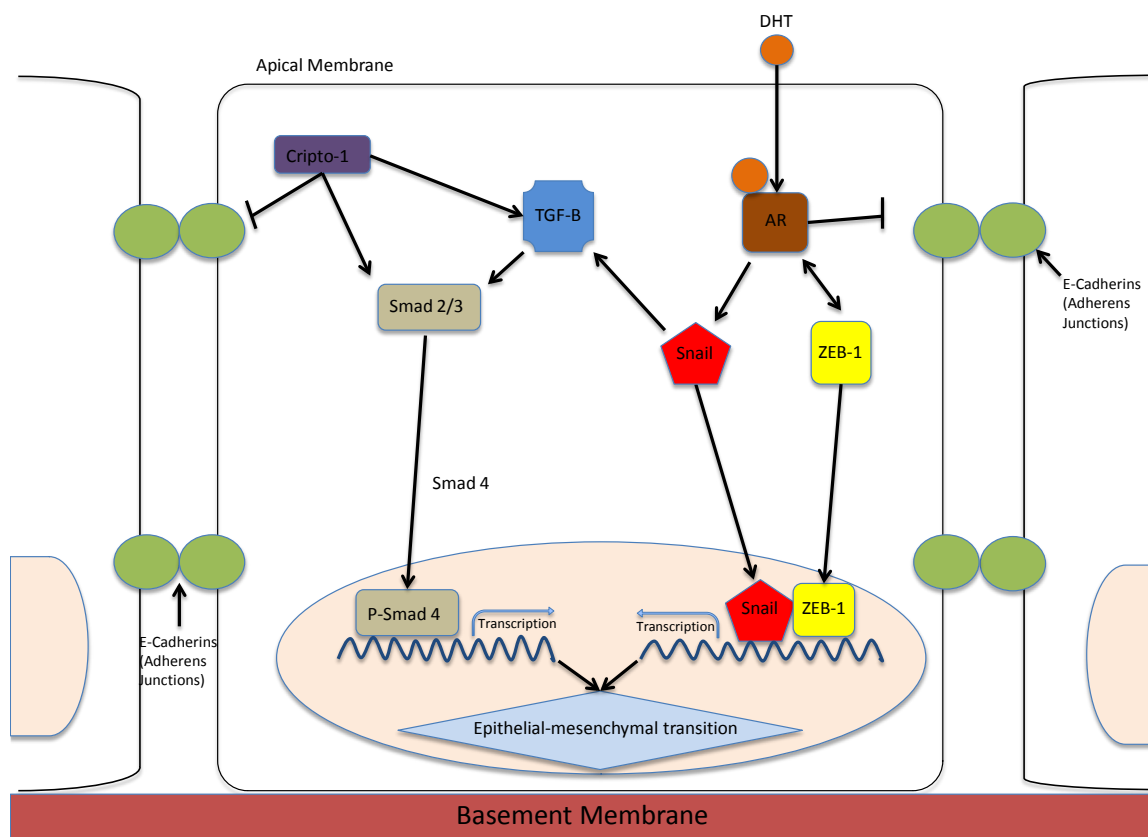 DHT
Apical Membrane
Cripto-1
TGF-B
AR
E-Cadherins
(Adherens
Junctions)
Smad 2/3
Snail
ZEB-1
Smad 4
P-Smad 4
Transcription
Transcription
Snail
ZEB-1
E-Cadherins
(Adherens
Junctions)
Epithelial-mesenchymal transition
Basement Membrane